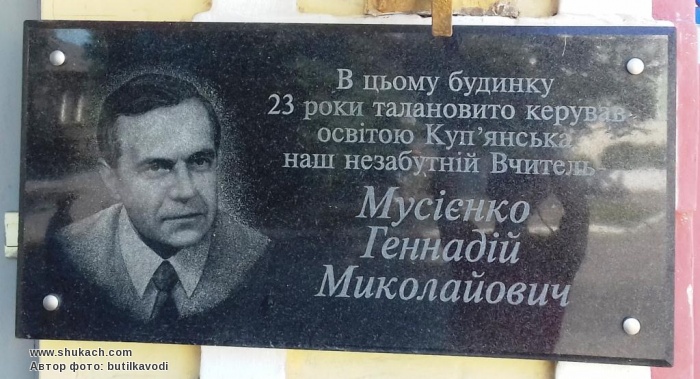 В цьому будинку
23 роки талановито керував
освітою Куп'янська
наш незабутній Вчитель
Мусієнко
Геннадій
Миколайович
www.shukach.com
Автор фото: butilkavodi